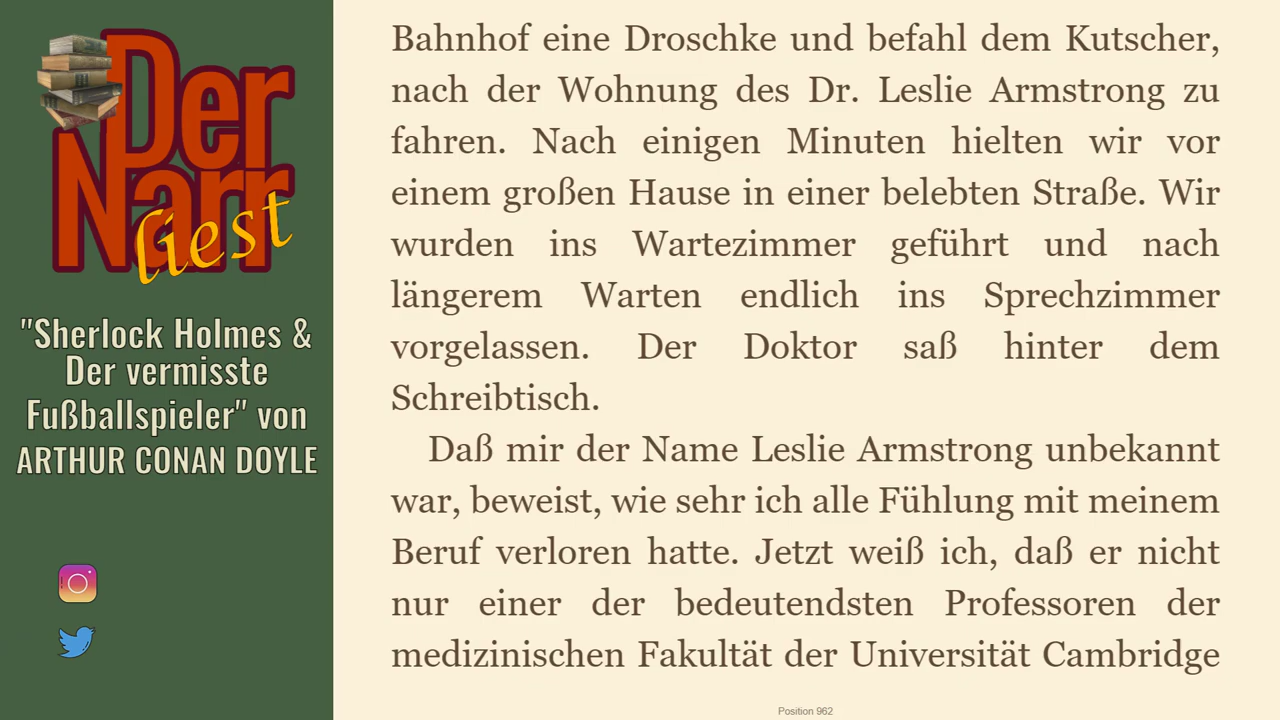 Der
Narr
liest
"Sherlock Holmes &
Der vermisste
Fußballspieler" von
ARTHUR CONAN DOYLE
Bahnhof eine Droschke und befahl dem Kutscher,
nach der Wohnung des Dr. Leslie Armstrong zu
fahren. Nach einigen Minuten hielten wir vor
einem großen Hause in einer belebten Straße. Wir
wurden ins Wartezimmer geführt und nach
längerem Warten endlich ins Sprechzimmer
vorgelassen. Der Doktor saß hinter dem
Schreibtisch.
Daß mir der Name Leslie Armstrong unbekannt
war, beweist, wie sehr ich alle Fühlung mit meinem
Beruf verloren hatte. Jetzt weiß ich, daß er nicht
nur einer der bedeutendsten Professoren der
medizinischen Fakultät der Universität Cambridge
Position 962